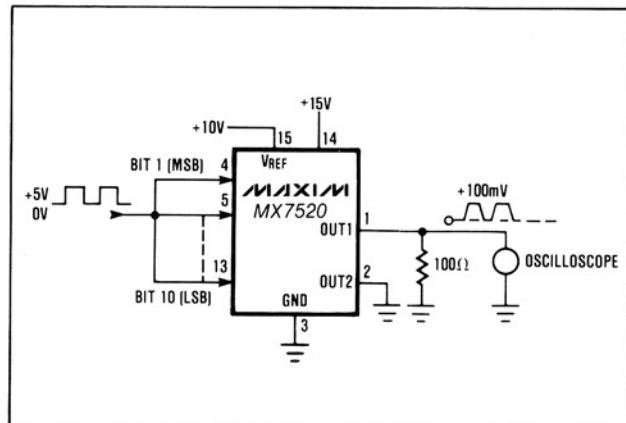 +15V
+10V
15
14
BIT 1 (MSB)
4
VREF
MAXIM
MX7520
+5V
0V
5
+100mV
OUT1
1
13
100Ω
OSCILLOSCOPE
BIT 10 (LSB)
OUT2
2
GND
3